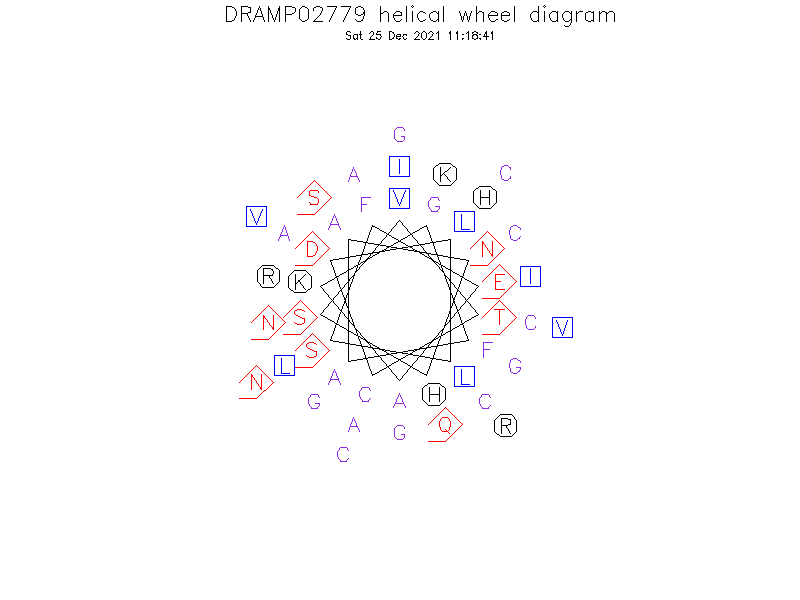 DRAMP02779 helical wheel diagram
Sat 25 Dec 2021 11:18:41
G
I
A K C
S V H
F G
V A L
A C
D N
R K E I
N S T C V
S F
L G
N A L
G C A H C
A Q R
G
C